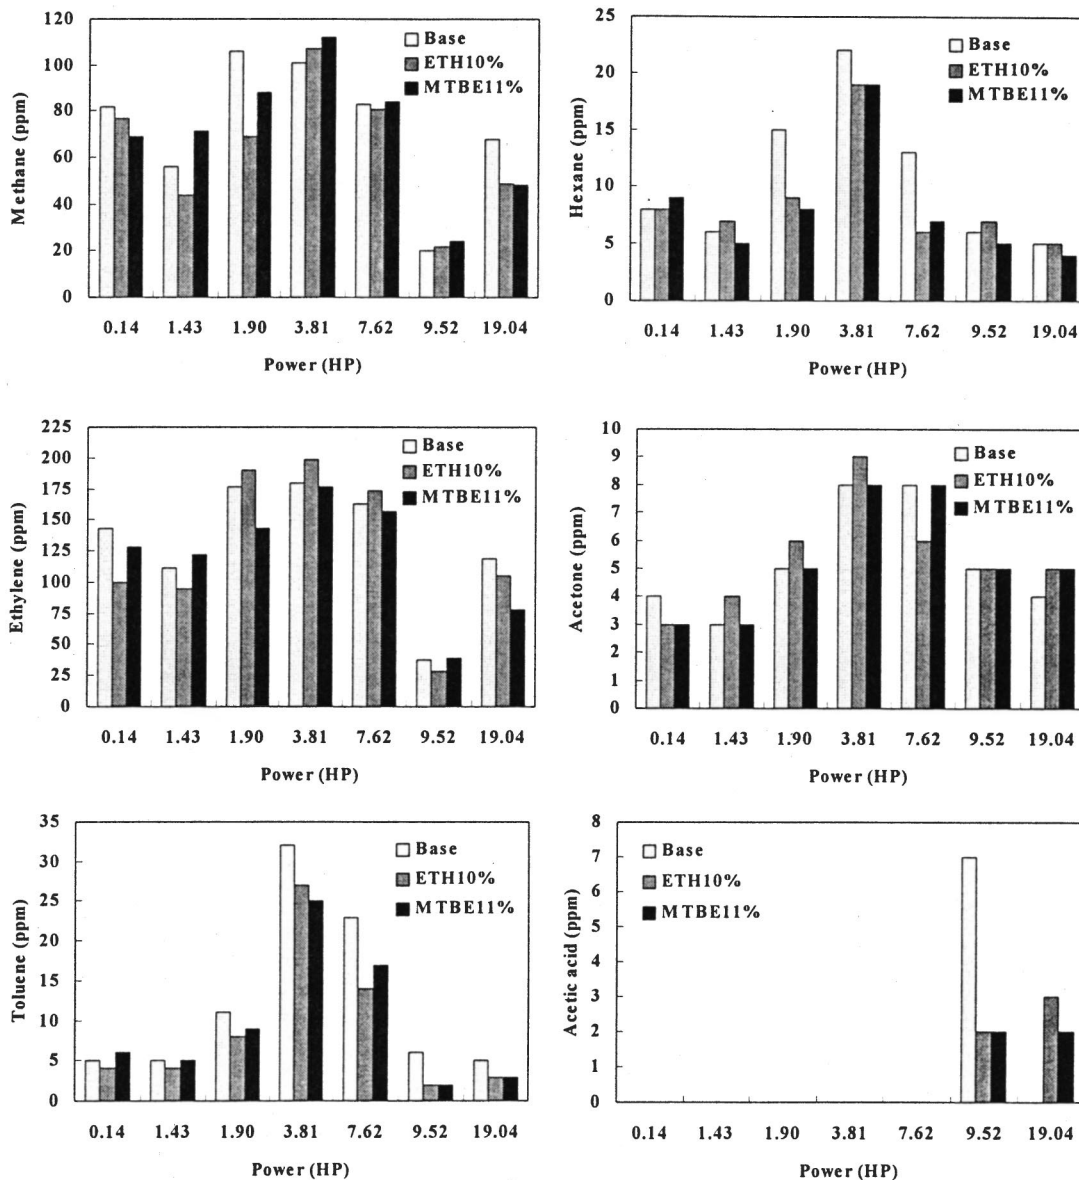 Methane (ppm)
120
100
80
60
40
20
0
Base
ETH10%
MTBE11%
0.14 1.43 1.90 3.81 7.62 9.52 19.04
Power (HP)
Hexane (ppm)
25
20
15
10
5
0
Base
ETH10%
MTBE11%
0.14 1.43 1.90 3.81 7.62 9.52 19.04
Power (HP)
Ethylene (ppm)
225
200
175
150
125
100
75
50
25
0
Base
ETH10%
MTBE11%
0.14 1.43 1.90 3.81 7.62 9.52 19.04
Power (HP)
Acetone (ppm)
10
9
8
7
6
5
4
3
2
1
0
Base
ETH10%
MTBE11%
0.14 1.43 1.90 3.81 7.62 9.52 19.04
Power (HP)
Toluene (ppm)
35
30
25
20
15
10
5
0
Base
ETH10%
MTBE11%
0.14 1.43 1.90 3.81 7.62 9.52 19.04
Power (HP)
Acetic acid (ppm)
8
7
6
5
4
3
2
1
0
Base
ETH10%
MTBE11%
0.14 1.43 1.90 3.81 7.62 9.52 19.04
Power (HP)